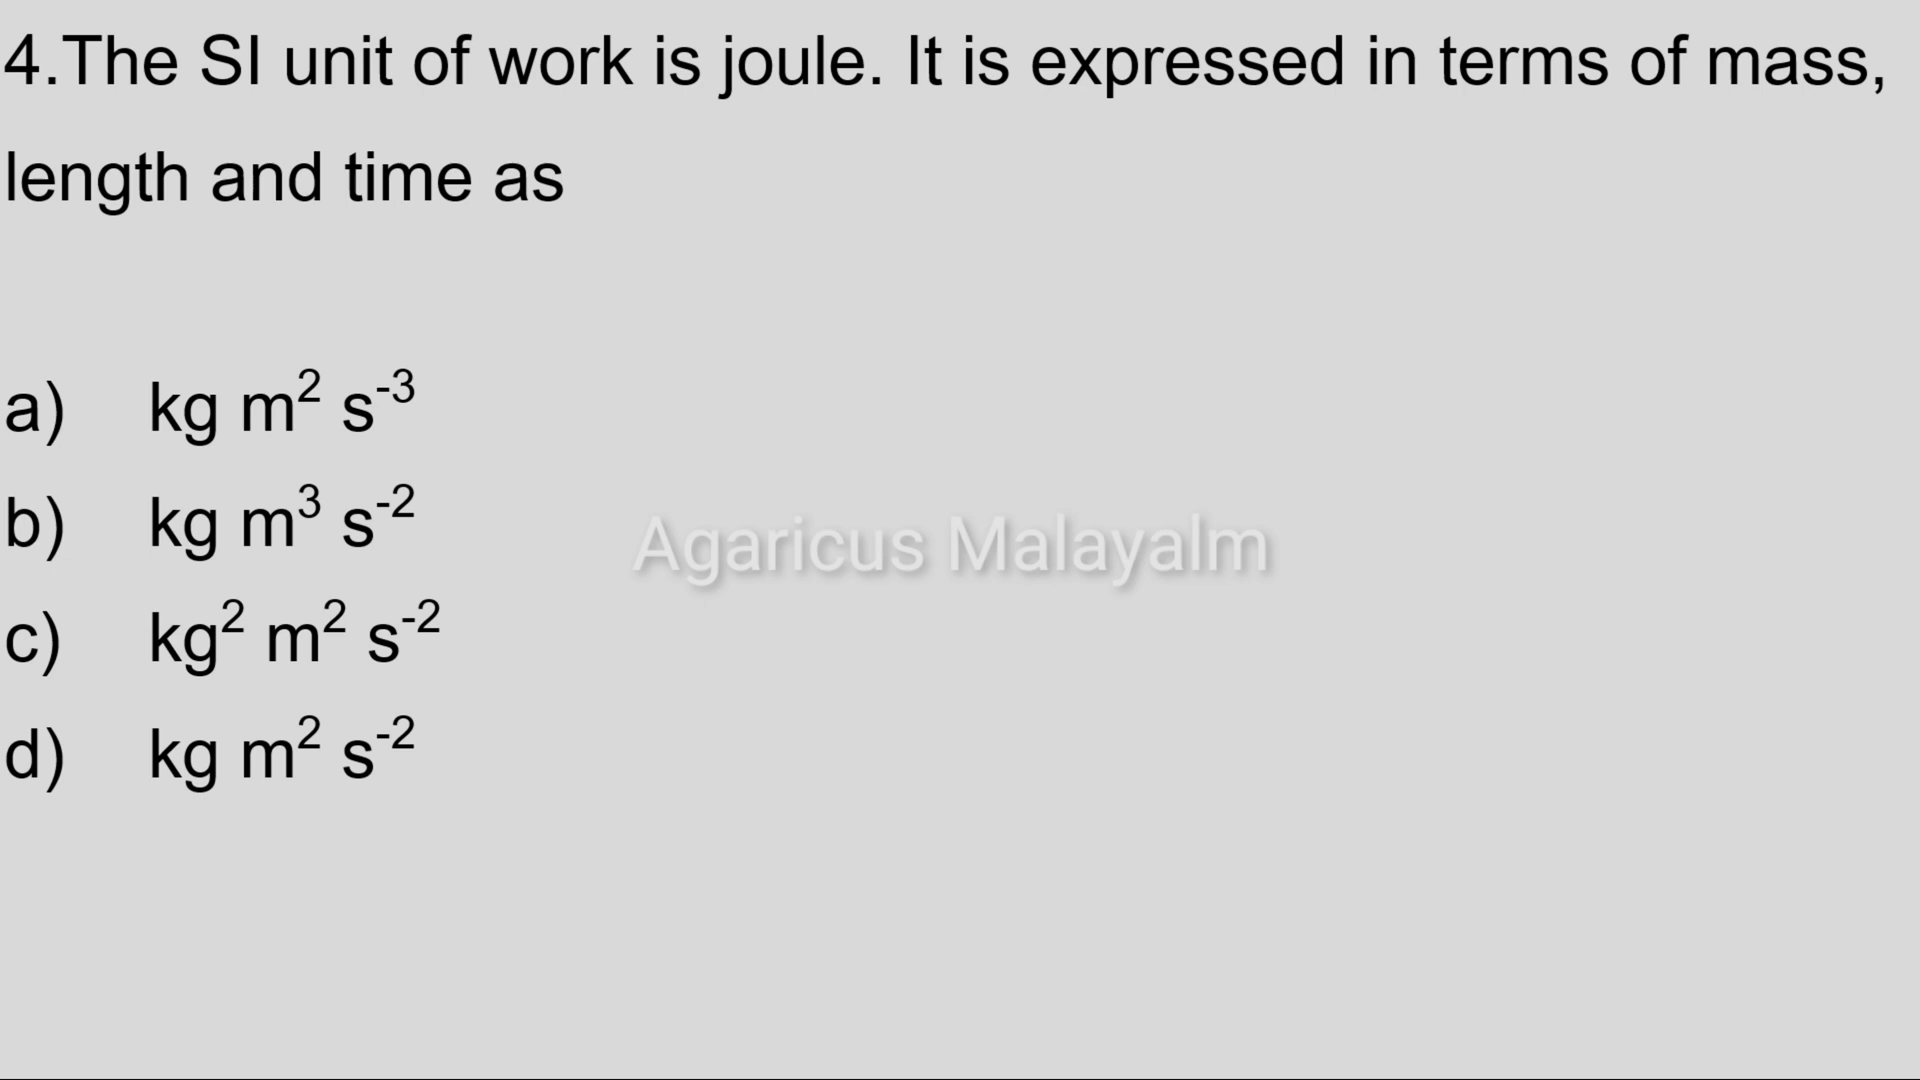 4.The SI unit of work is joule. It is expressed in terms of mass,
length and time as
a) kg m² s⁻³
b) kg m³ s⁻²
Agaricus Malayalm
c) kg² m² s⁻²
d) kg m² s⁻²